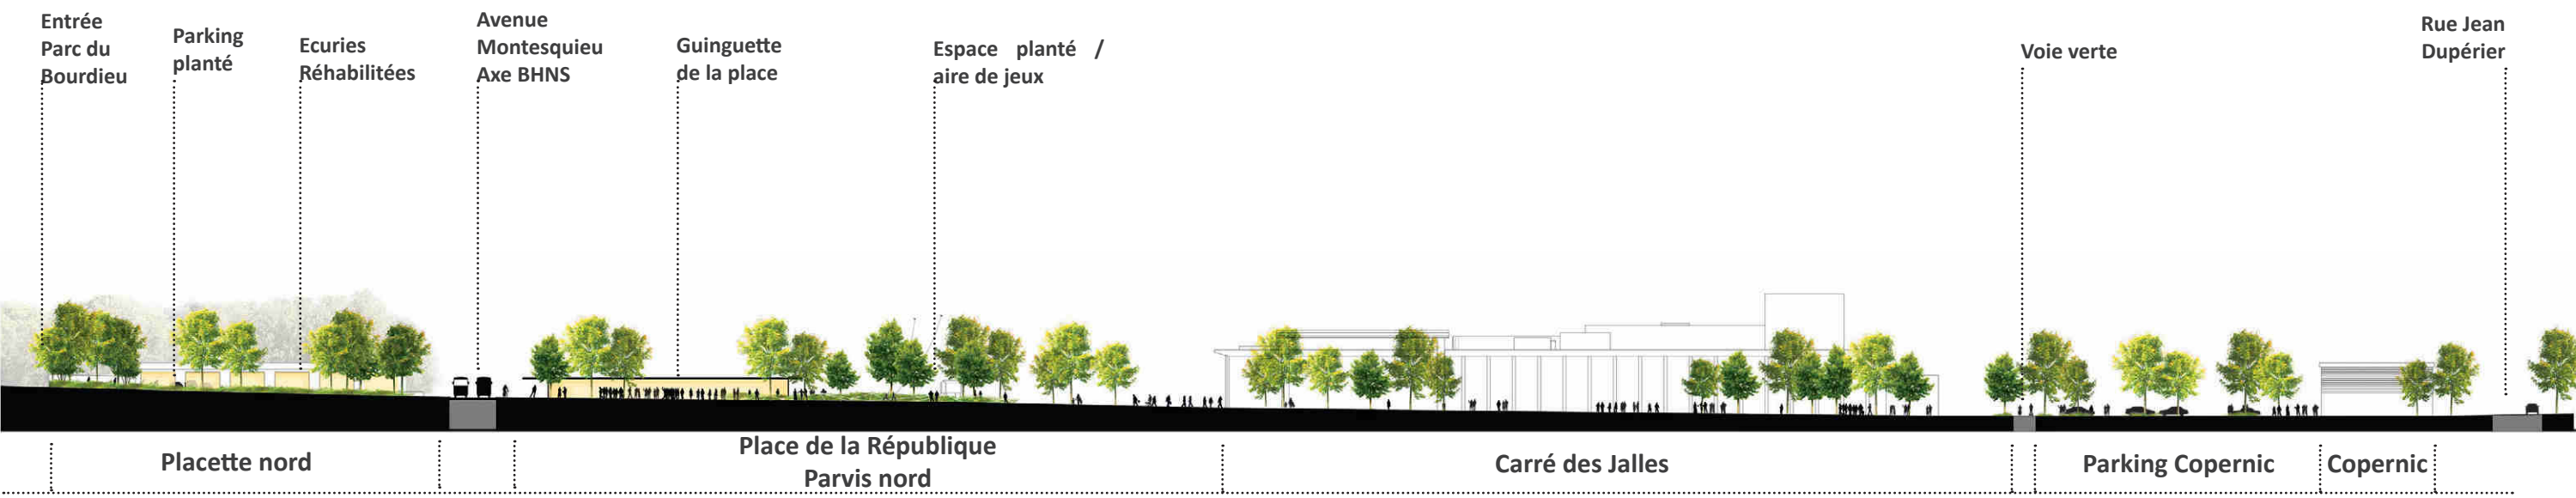 Entrée
Parc du
Bourdieu
Parking
planté
Ecuries
Réhabilitées
Avenue
Montesquieu
Axe BHNS
Guinguette
de la place
Espace planté /
aire de jeux
Voie verte
Rue Jean
Dupérier
Placette nord
Place de la République
Parvis nord
Carré des Jalles
Parking Copernic
Copernic